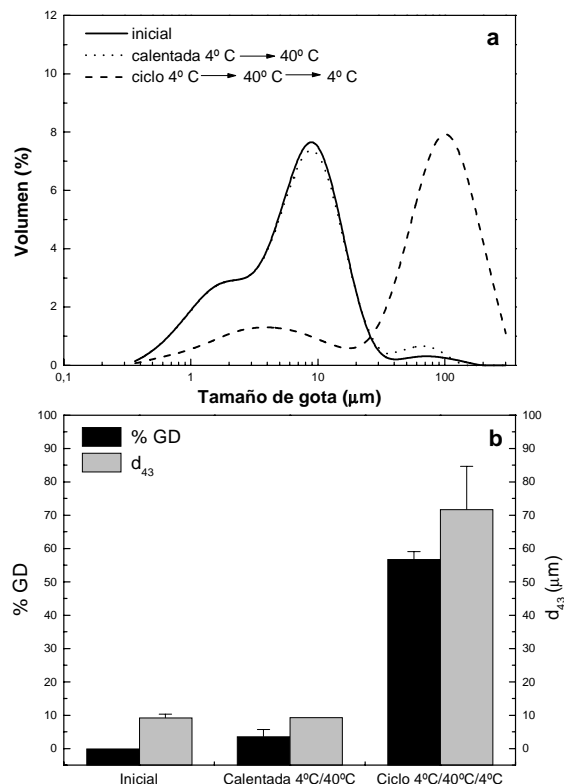 12
10
8
6
4
2
0
Volumen (%)
a
inicial
calentada 4º C → 40º C
ciclo 4º C → 40º C → 4º C
0,1
1
10
100
Tamaño de gota (μm)
100
90
80
70
60
50
40
30
20
10
0
% GD
b
% GD
d43
100
90
80
70
60
50
40
30
20
10
0
d43 (μm)
Inicial
Calentada 4ºC/40ºC
Ciclo 4ºC/40ºC/4ºC